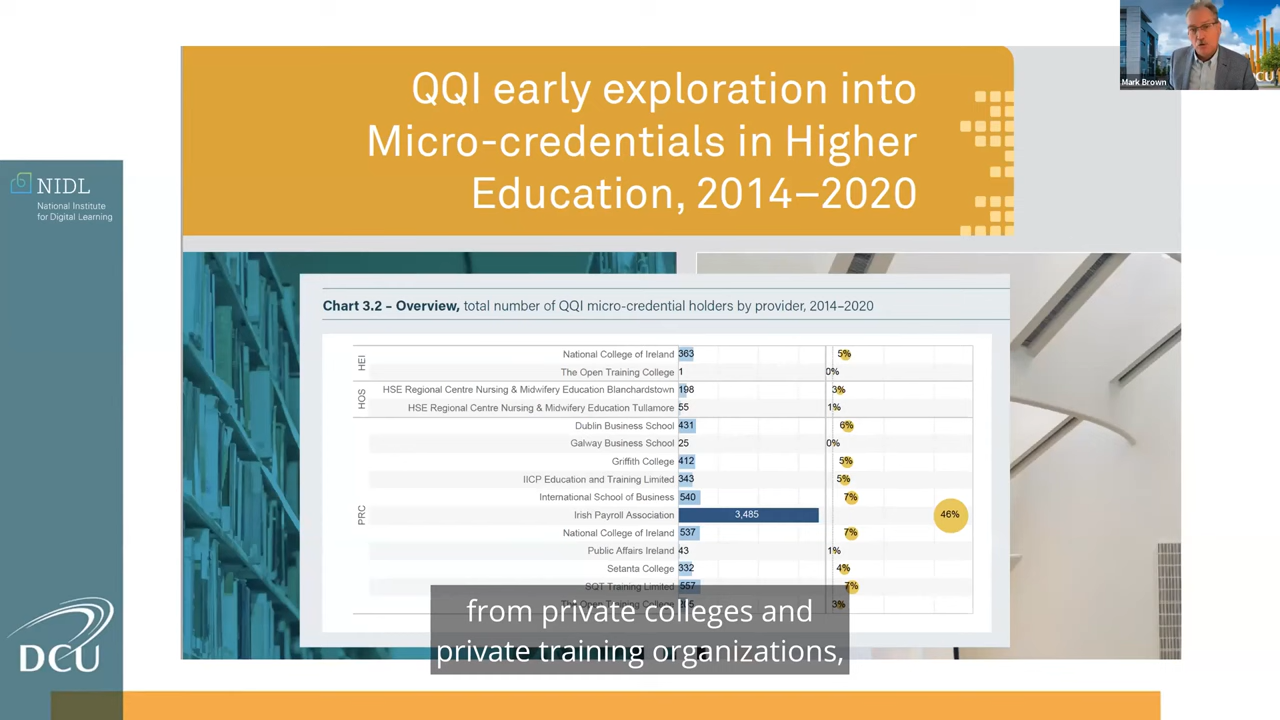 QQI early exploration into
Micro-credentials in Higher
Education, 2014–2020
Mark Brown
NIDL
National Institute
for Digital Learning
Chart 3.2 – Overview, total number of QQI micro-credential holders by provider, 2014–2020
HEI
National College of Ireland 363 5%
The Open Training College 1 0%
HOS
HSE Regional Centre Nursing & Midwifery Education Blanchardstown 198 3%
HSE Regional Centre Nursing & Midwifery Education Tullamore 55 1%
PRC
Dublin Business School 431 6%
Galway Business School 25 0%
Griffith College 412 5%
IICP Education and Training Limited 343 5%
International School of Business 540 7%
Irish Payroll Association 3,485 46%
National College of Ireland 537 7%
Public Affairs Ireland 43 1%
Setanta College 332 4%
SQT Training Limited 557 7%
The Open Training College 3%
from private colleges and
private training organizations,
DCU